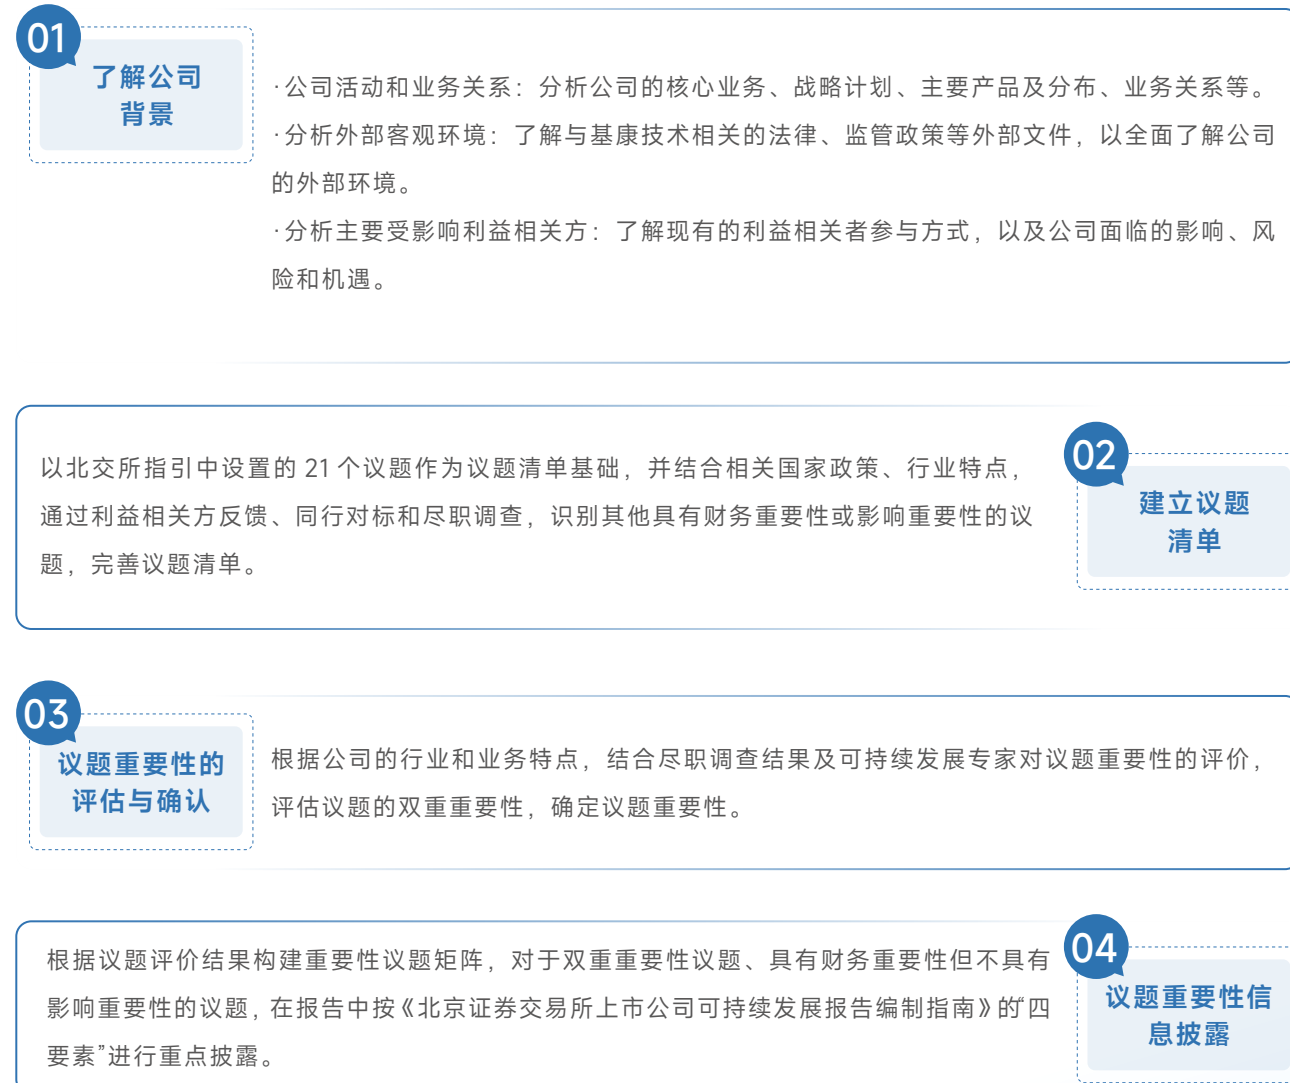 01
了解公司
背景
·公司活动和业务关系：分析公司的核心业务、战略计划、主要产品及分布、业务关系等。
·分析外部客观环境：了解与基康技术相关的法律、监管政策等外部文件，以全面了解公司
的外部环境。
·分析主要受影响利益相关方：了解现有的利益相关者参与方式，以及公司面临的影响、风
险和机遇。
以北交所指引中设置的 21 个议题作为议题清单基础，并结合相关国家政策、行业特点，
通过利益相关方反馈、同行对标和尽职调查，识别其他具有财务重要性或影响重要性的议
题，完善议题清单。
02
建立议题
清单
03
议题重要性的
评估与确认
根据公司的行业和业务特点，结合尽职调查结果及可持续发展专家对议题重要性的评价，
评估议题的双重重要性，确定议题重要性。
根据议题评价结果构建重要性议题矩阵，对于双重重要性议题、具有财务重要性但不具有
影响重要性的议题，在报告中按《北京证券交易所上市公司可持续发展报告编制指南》的“四
要素”进行重点披露。
04
议题重要性信
息披露